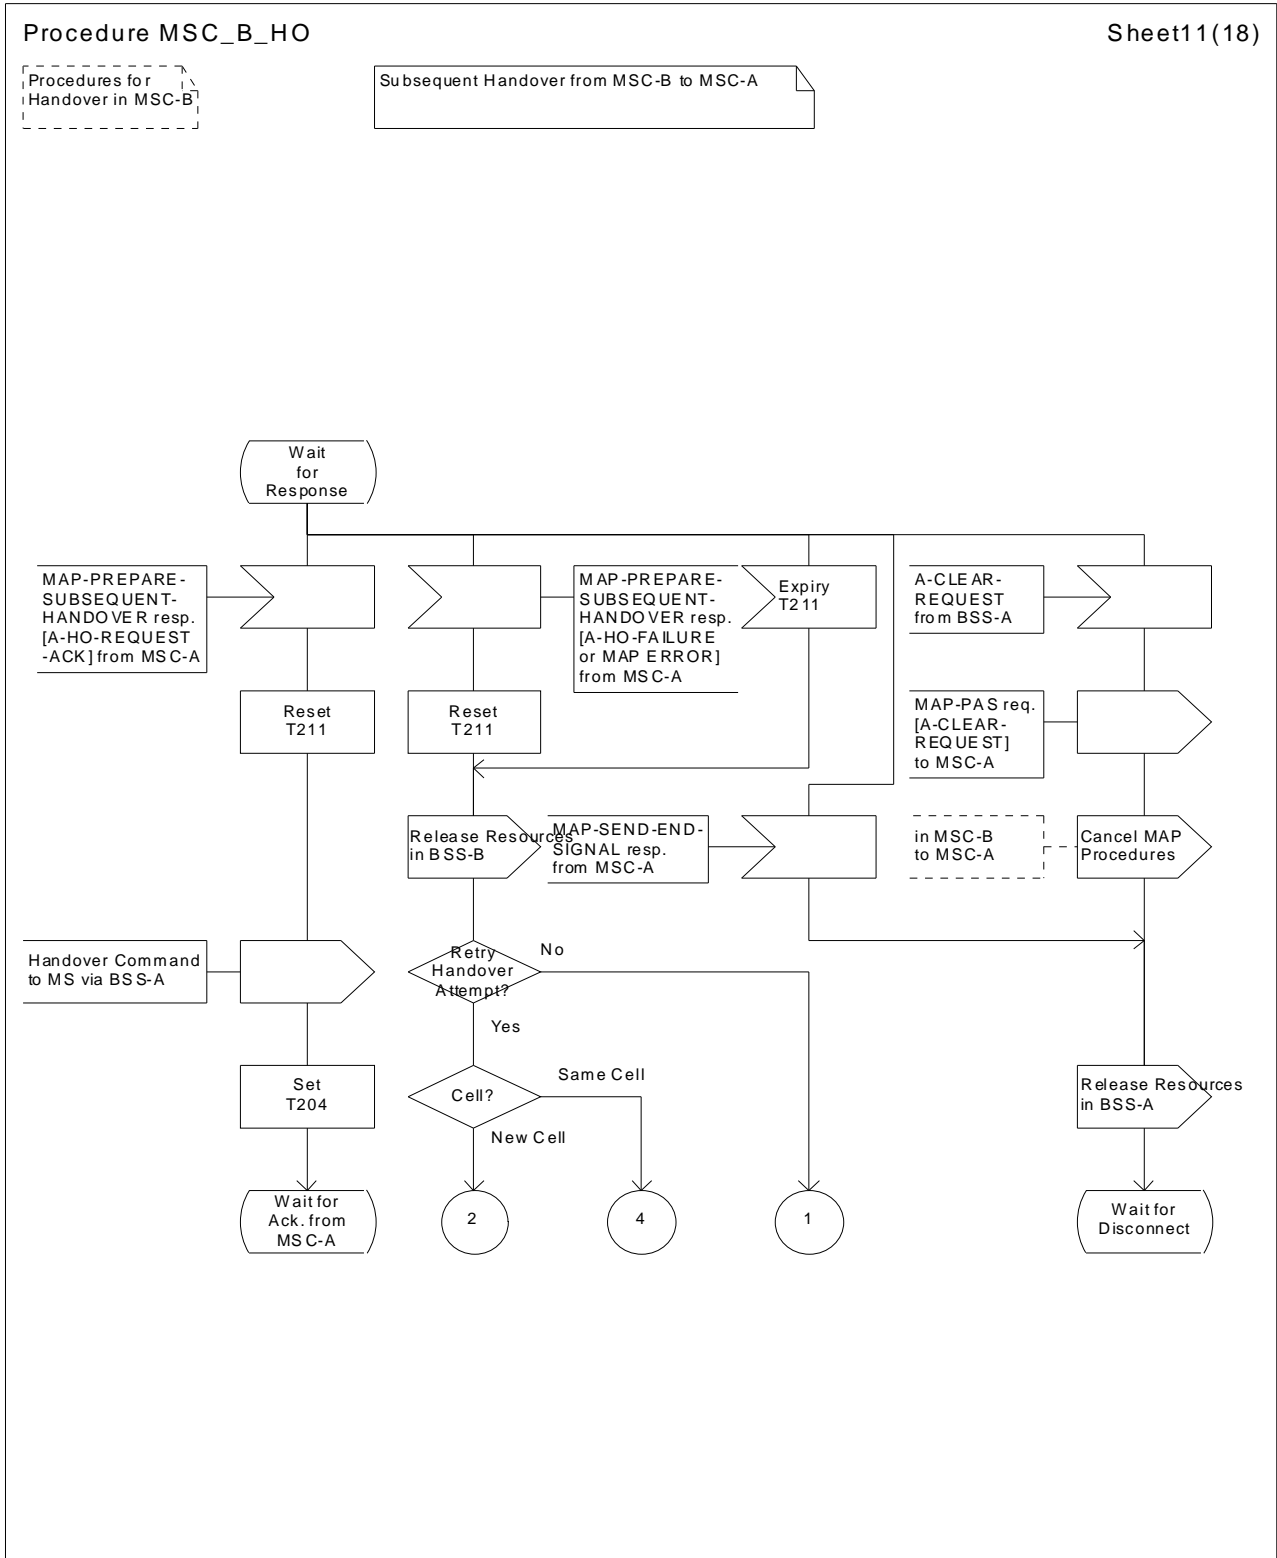 Procedure MSC_B_HO
Sheet11(18)
Procedures for
Handover in MSC-B
Subsequent Handover from MSC-B to MSC-A
Wait
for
Response
MAP-PREPARE-
SUBSEQUENT-
HANDOVER resp.
[A-HO-REQUEST
-ACK] from MSC-A
MAP-PREPARE-
SUBSEQUENT-
HANDOVER resp.
[A-HO-FAILURE
or MAP ERROR]
from MSC-A
Expiry
T211
A-CLEAR-
REQUEST
from BSS-A
Reset
T211
Reset
T211
MAP-PAS req.
[A-CLEAR-
REQUEST]
to MSC-A
Release Resources
in BSS-B
MAP-SEND-END-
SIGNAL resp.
from MSC-A
in MSC-B
to MSC-A
Cancel MAP
Procedures
Handover Command
to MS via BSS-A
Retry
Handover
Attempt?
No
Yes
Set
T204
Cell?
Same Cell
New Cell
Release Resources
in BSS-A
Wait for
Ack. from
MSC-A
2
4
1
Wait for
Disconnect